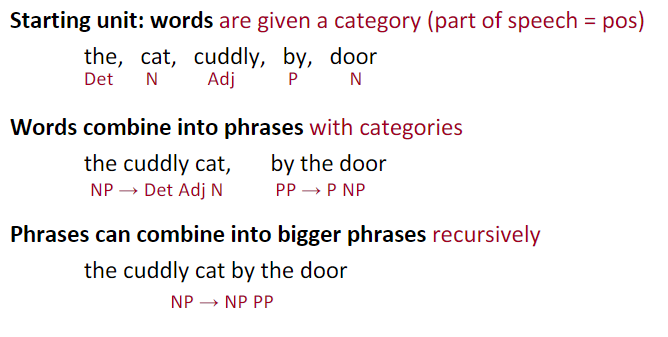 Starting unit: words are given a category (part of speech = pos)
the, cat, cuddly, by, door
Det N Adj P N
Words combine into phrases with categories
the cuddly cat, by the door
NP → Det Adj N PP → P NP
Phrases can combine into bigger phrases recursively
the cuddly cat by the door
NP → NP PP